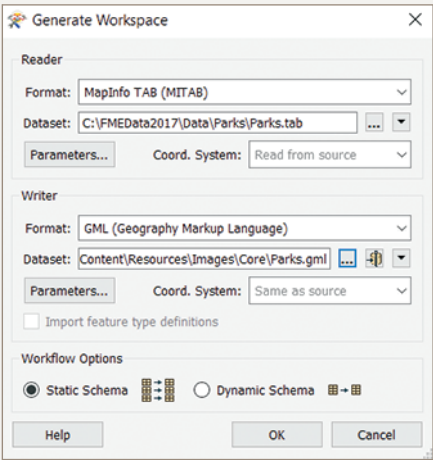 Generate Workspace
Reader
Format: MapInfo TAB (MITAB)
Dataset: C:\FMEData2017\Data\Parks\Parks.tab ...
Parameters... Coord. System: Read from source
Writer
Format: GML (Geography Markup Language)
Dataset: Content\Resources\Images\Core\Parks.gml ...
Parameters... Coord. System: Same as source
Import feature type definitions
Workflow Options
Static Schema Dynamic Schema
Help OK Cancel